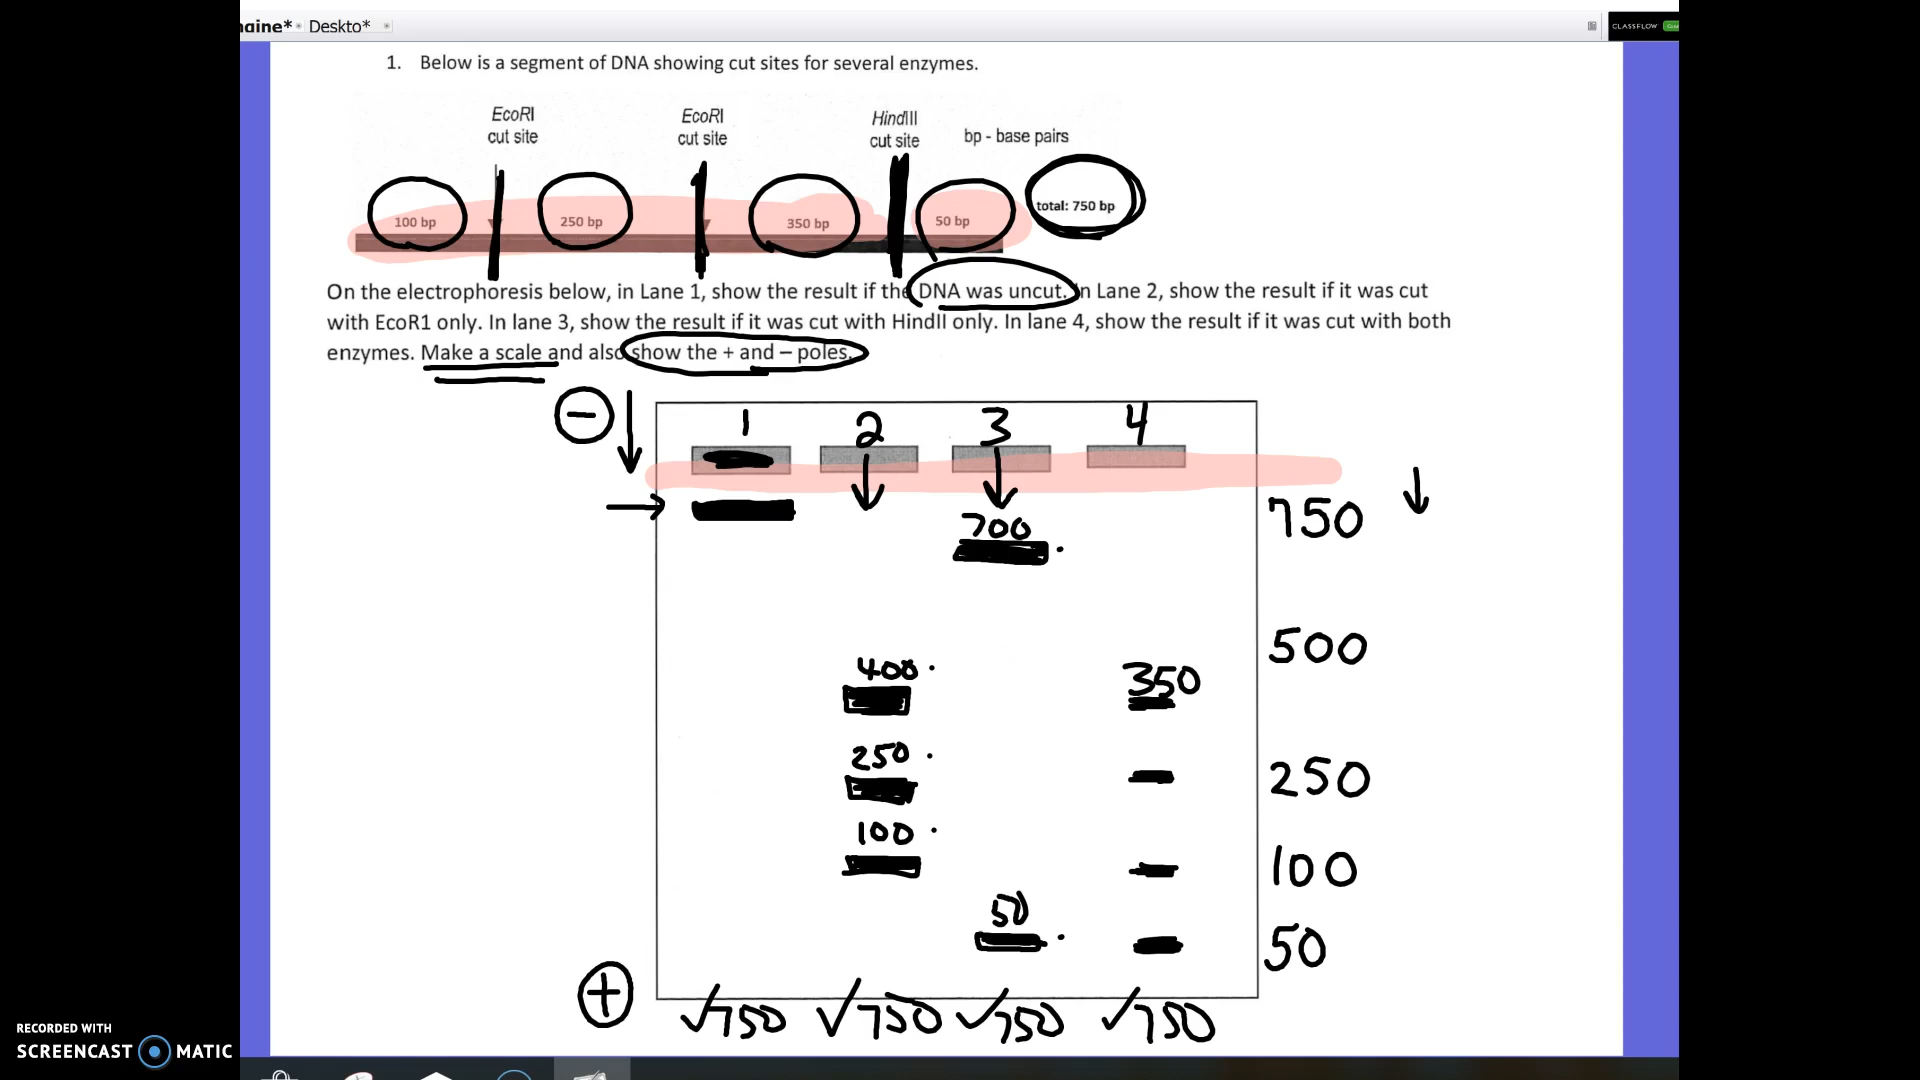 naine* Deskto*
CLASSFLOW
1. Below is a segment of DNA showing cut sites for several enzymes.
EcoRI cut site
EcoRI cut site
HindIII cut site
bp - base pairs
100 bp 250 bp 350 bp 50 bp total: 750 bp
On the electrophoresis below, in Lane 1, show the result if the DNA was uncut. In Lane 2, show the result if it was cut
with EcoR1 only. In lane 3, show the result if it was cut with HindII only. In lane 4, show the result if it was cut with both
enzymes. Make a scale and also show the + and – poles.
−
1 2 3 4
750
700
500
400
350
250
250
100
100
50
50
+
√750 √750 √750 √750
RECORDED WITH
SCREENCAST MATIC